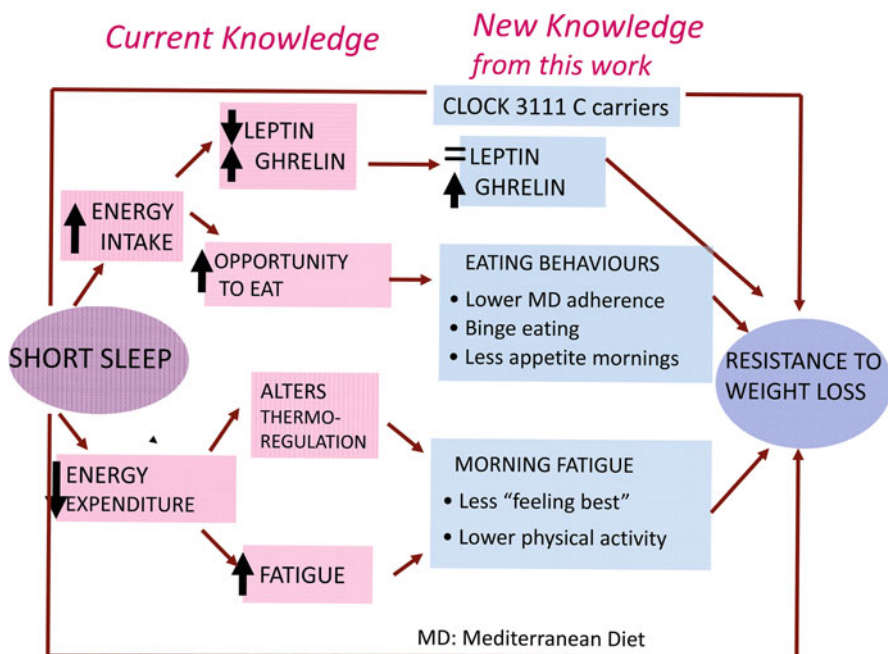 Current Knowledge
New Knowledge
from this work
CLOCK 3111 C carriers
LEPTIN
GHRELIN
= LEPTIN
GHRELIN
ENERGY
INTAKE
OPPORTUNITY
TO EAT
EATING BEHAVIOURS
• Lower MD adherence
• Binge eating
• Less appetite mornings
SHORT SLEEP
RESISTANCE TO
WEIGHT LOSS
ALTERS
THERMO-
REGULATION
ENERGY
EXPENDITURE
MORNING FATIGUE
• Less “feeling best”
• Lower physical activity
FATIGUE
MD: Mediterranean Diet